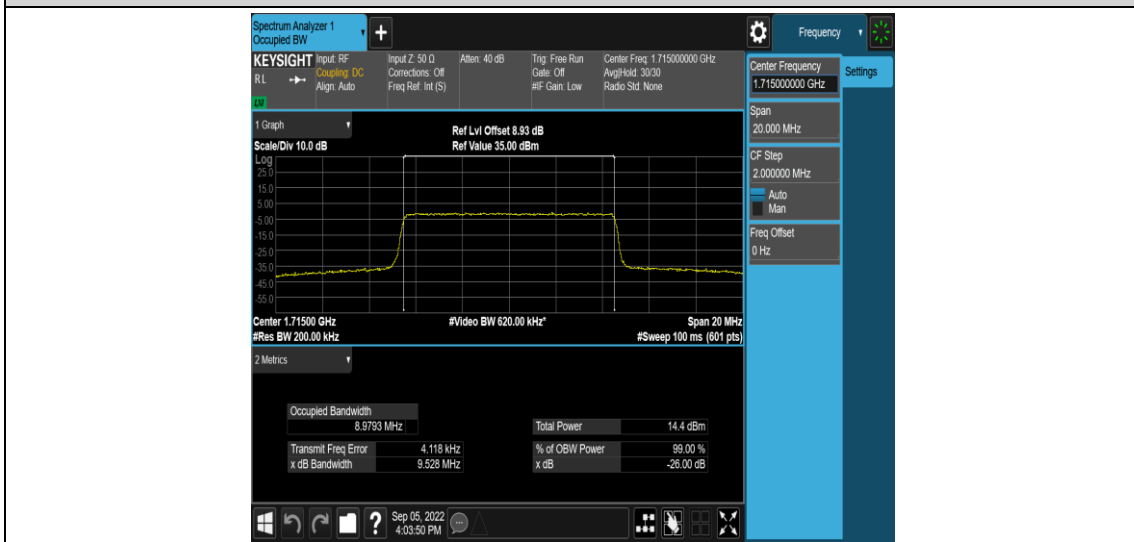 Spectrum Analyzer 1
Occupied BW
+
Frequency
KEYSIGHT
RL
Input: RF
Coupling: DC
Align: Auto
Input Z: 50 Ω
Corrections: Off
Freq Ref: Int (S)
Atten: 40 dB
Trig: Free Run
Gate: Off
#IF Gain: Low
Center Freq: 1.715000000 GHz
Avg|Hold: 30/30
Radio Std: None
Center Frequency
1.715000000 GHz
Settings
Span
20.000 MHz
CF Step
2.000000 MHz
Auto
Man
Freq Offset
0 Hz
1 Graph
Scale/Div 10.0 dB
Ref Lvl Offset 8.93 dB
Ref Value 35.00 dBm
Log
25.0
15.0
5.00
-5.00
-15.0
-25.0
-35.0
-45.0
-55.0
Center 1.71500 GHz
#Res BW 200.00 kHz
#Video BW 620.00 kHz*
Span 20 MHz
#Sweep 100 ms (601 pts)
2 Metrics
Occupied Bandwidth
8.9793 MHz
Total Power 14.4 dBm
Transmit Freq Error 4.118 kHz
% of OBW Power 99.00 %
x dB Bandwidth 9.528 MHz
x dB -26.00 dB
?
Sep 05, 2022
4:03:50 PM